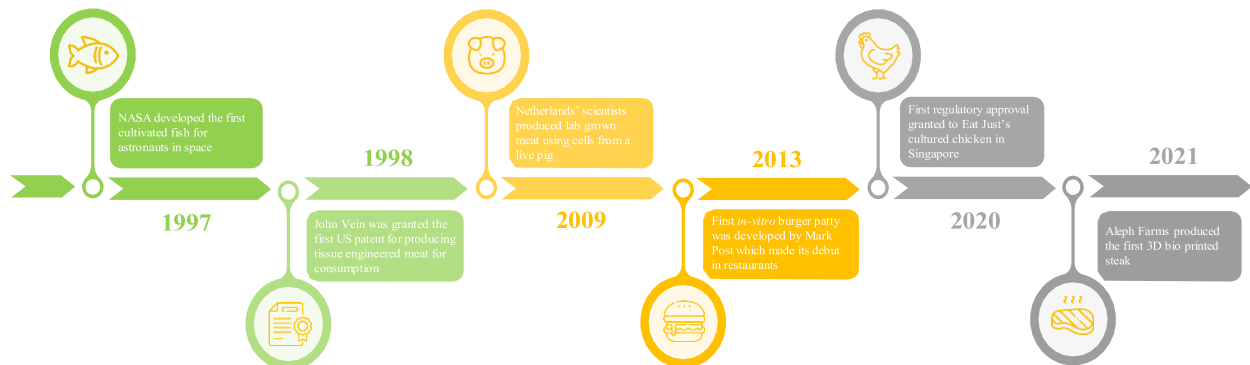 NASA developed the first
cultivated fish for
astronauts in space
1997
1998
John Vein was granted the
first US patent for producing
tissue engineered meat for
consumption
Netherlands' scientists
produced lab grown
meat using cells from a
live pig
2009
2013
First in-vitro burger patty
was developed by Mark
Post which made its debut
in restaurants
First regulatory approval
granted to Eat Just's
cultured chicken in
Singapore
2020
2021
Aleph Farms produced
the first 3D bio printed
steak